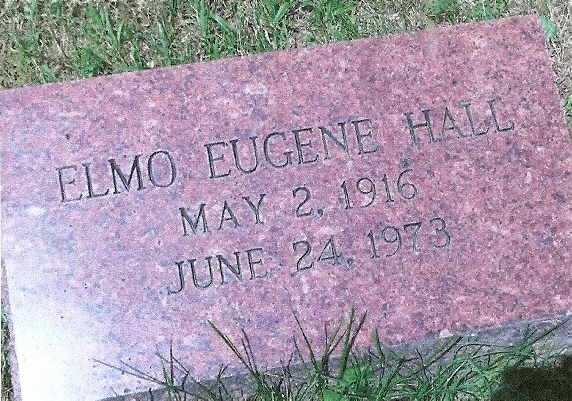 ELMO EUGENE HALL
MAY 2, 1916
JUNE 24, 1973